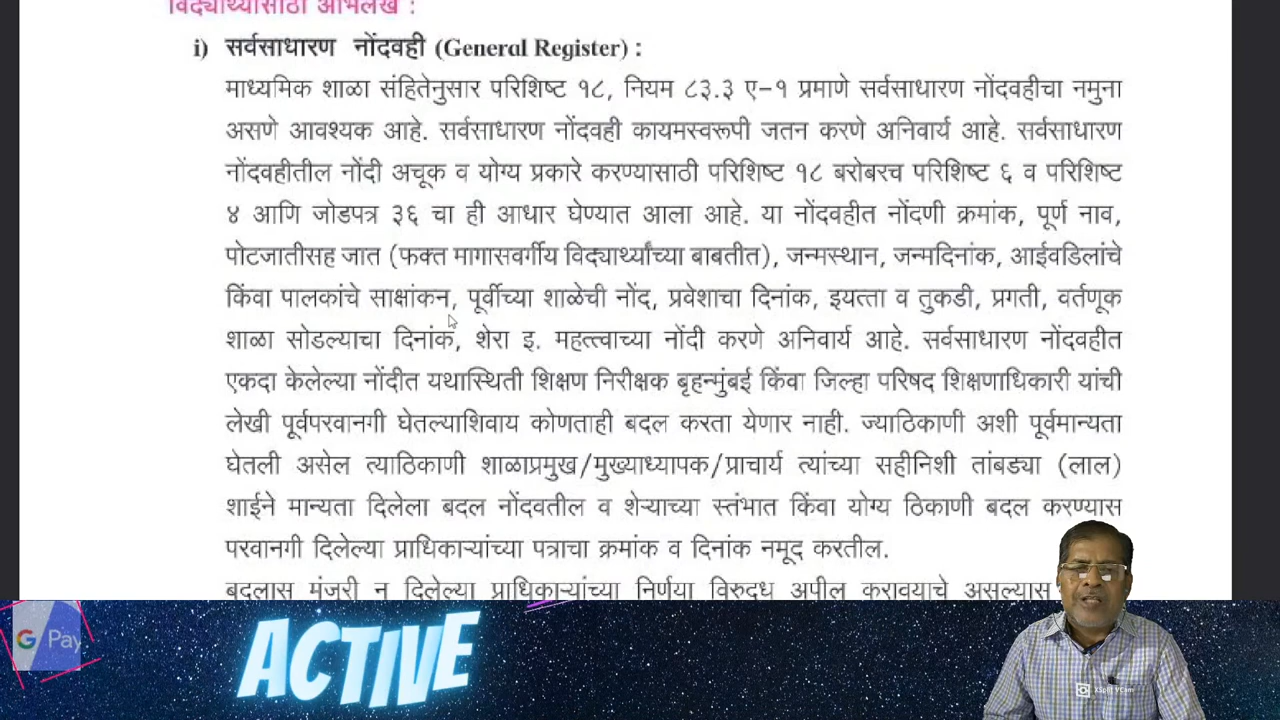 विद्यार्थ्यांसाठी अभिलेख :
i) सर्वसाधारण नोंदवही (General Register) :
माध्यमिक शाळा संहितेनुसार परिशिष्ट १८, नियम ८३.३ ए-१ प्रमाणे सर्वसाधारण नोंदवहीचा नमुना
असणे आवश्यक आहे. सर्वसाधारण नोंदवही कायमस्वरूपी जतन करणे अनिवार्य आहे. सर्वसाधारण
नोंदवहीतील नोंदी अचूक व योग्य प्रकारे करण्यासाठी परिशिष्ट १८ बरोबरच परिशिष्ट ६ व परिशिष्ट
४ आणि जोडपत्र ३६ चा ही आधार घेण्यात आला आहे. या नोंदवहीत नोंदणी क्रमांक, पूर्ण नाव,
पोटजातीसह जात (फक्त मागासवर्गीय विद्यार्थ्यांच्या बाबतीत), जन्मस्थान, जन्मदिनांक, आईवडिलांचे
किंवा पालकांचे साक्षांकन, पूर्वीच्या शाळेची नोंद, प्रवेशाचा दिनांक, इयत्ता व तुकडी, प्रगती, वर्तणूक
शाळा सोडल्याचा दिनांक, शेरा इ. महत्त्वाच्या नोंदी करणे अनिवार्य आहे. सर्वसाधारण नोंदवहीत
एकदा केलेल्या नोंदीत यथास्थिती शिक्षण निरीक्षक बृहन्मुंबई किंवा जिल्हा परिषद शिक्षणाधिकारी यांची
लेखी पूर्वपरवानगी घेतल्याशिवाय कोणताही बदल करता येणार नाही. ज्याठिकाणी अशी पूर्वमान्यता
घेतली असेल त्याठिकाणी शाळाप्रमुख/मुख्याध्यापक/प्राचार्य त्यांच्या सहीनिशी तांबड्या (लाल)
शाईने मान्यता दिलेला बदल नोंदवतील व शेऱ्याच्या स्तंभात किंवा योग्य ठिकाणी बदल करण्यास
परवानगी दिलेल्या प्राधिकाऱ्यांच्या पत्राचा क्रमांक व दिनांक नमूद करतील.
बदलास मंजुरी न दिलेल्या प्राधिकाऱ्यांच्या निर्णया विरुद्ध अपील करावयाचे असल्यास
G Pay
ACTIVE
XSplit VCam